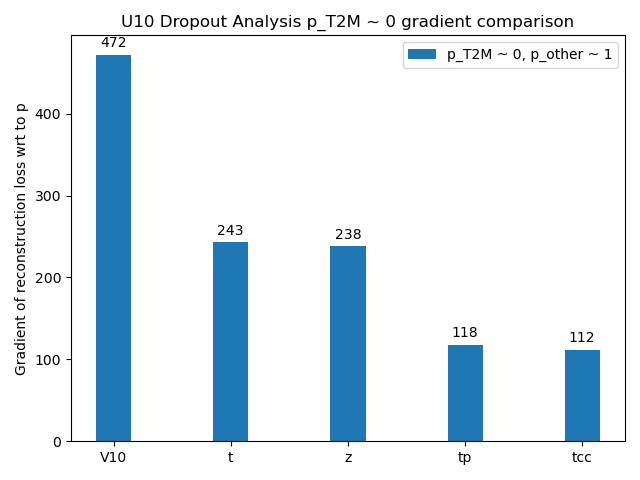 U10 Dropout Analysis p_T2M ~ 0 gradient comparison
p_T2M ~ 0, p_other ~ 1
Gradient of reconstruction loss wrt to p
400
300
200
100
0
472
243
238
118
112
V10
t
z
tp
tcc